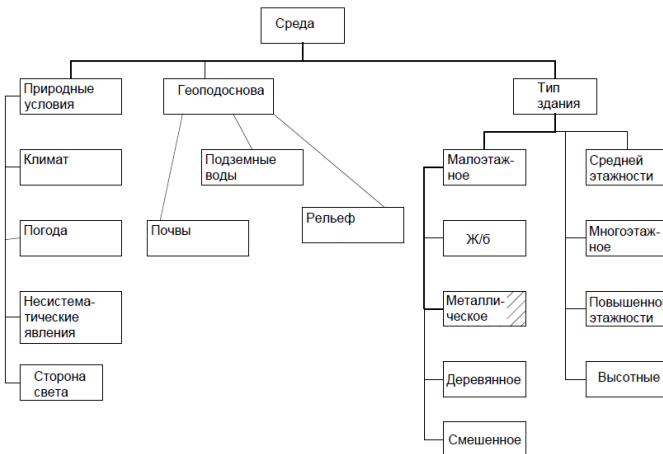 Среда
Природные
условия
Геоподоснова
Тип
здания
Климат
Подземные
воды
Малоэтаж-
ное
Средней
этажности
Погода
Почвы
Рельеф
Ж/б
Многоэтаж-
ное
Несистема-
тические
явления
Металли-
ческое
Повышенной
этажности
Сторона
света
Деревянное
Высотные
Смешенное